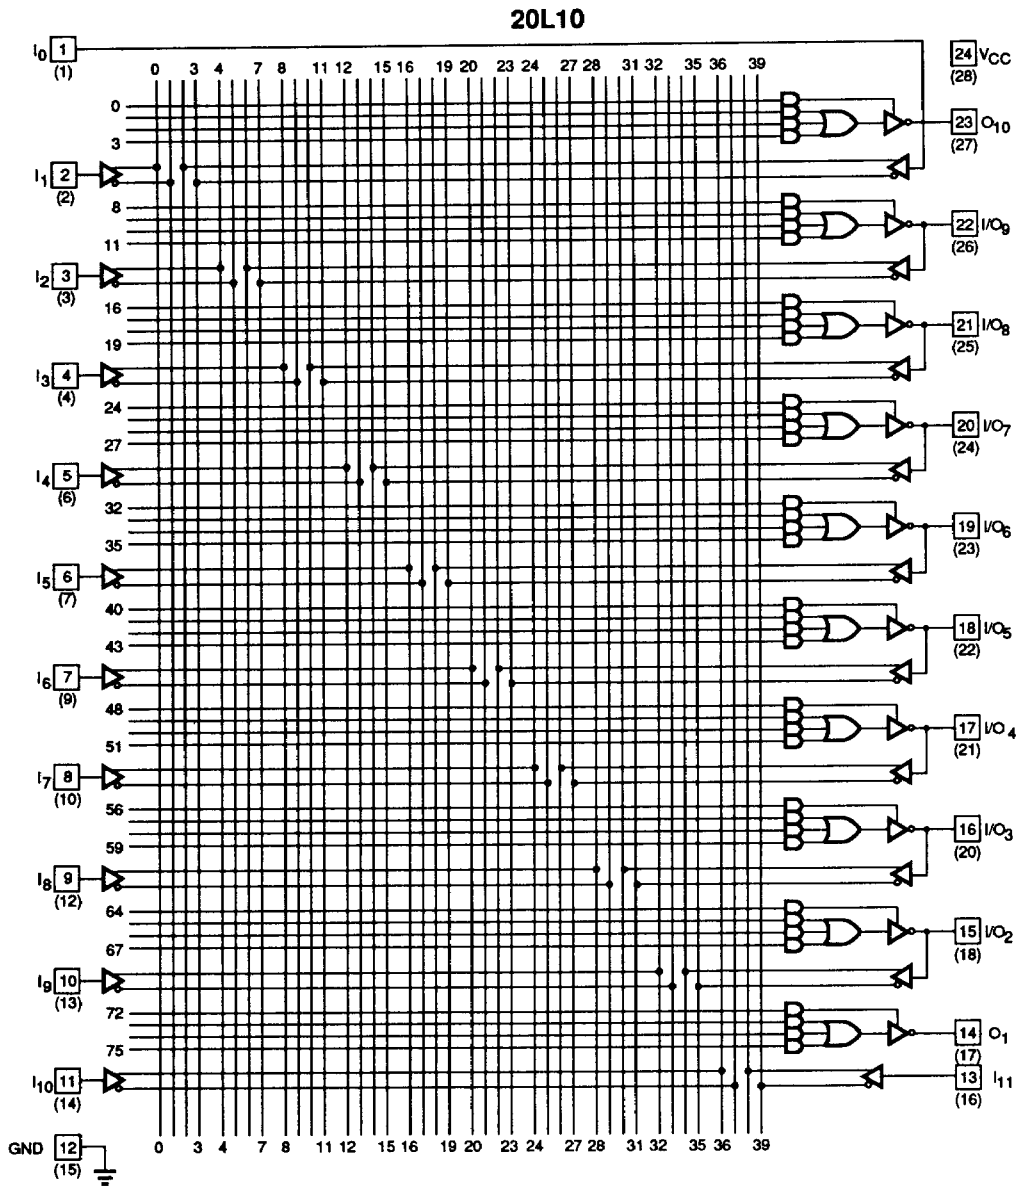 20L10
I0 1 24 VCC
(1) 0 3 4 7 8 11 12 15 16 19 20 23 24 27 28 31 32 35 36 39 (28)
0
23 O10
3 (27)
I1 2
(2)
8
22 I/O9
11 (26)
I2 3
(3)
16
21 I/O8
19 (25)
I3 4
(4)
24
20 I/O7
27 (24)
I4 5
(6)
32
19 I/O6
35 (23)
I5 6
(7)
40
18 I/O5
43 (22)
I6 7
(9)
48
17 I/O4
51 (21)
I7 8
(10)
56
16 I/O3
59 (20)
I8 9
(12)
64
15 I/O2
67 (18)
I9 10
(13)
72
14 O1
75 (17)
I10 11 13 I11
(14) (16)
GND 12 0 3 4 7 8 11 12 15 16 19 20 23 24 27 28 31 32 35 36 39
(15)